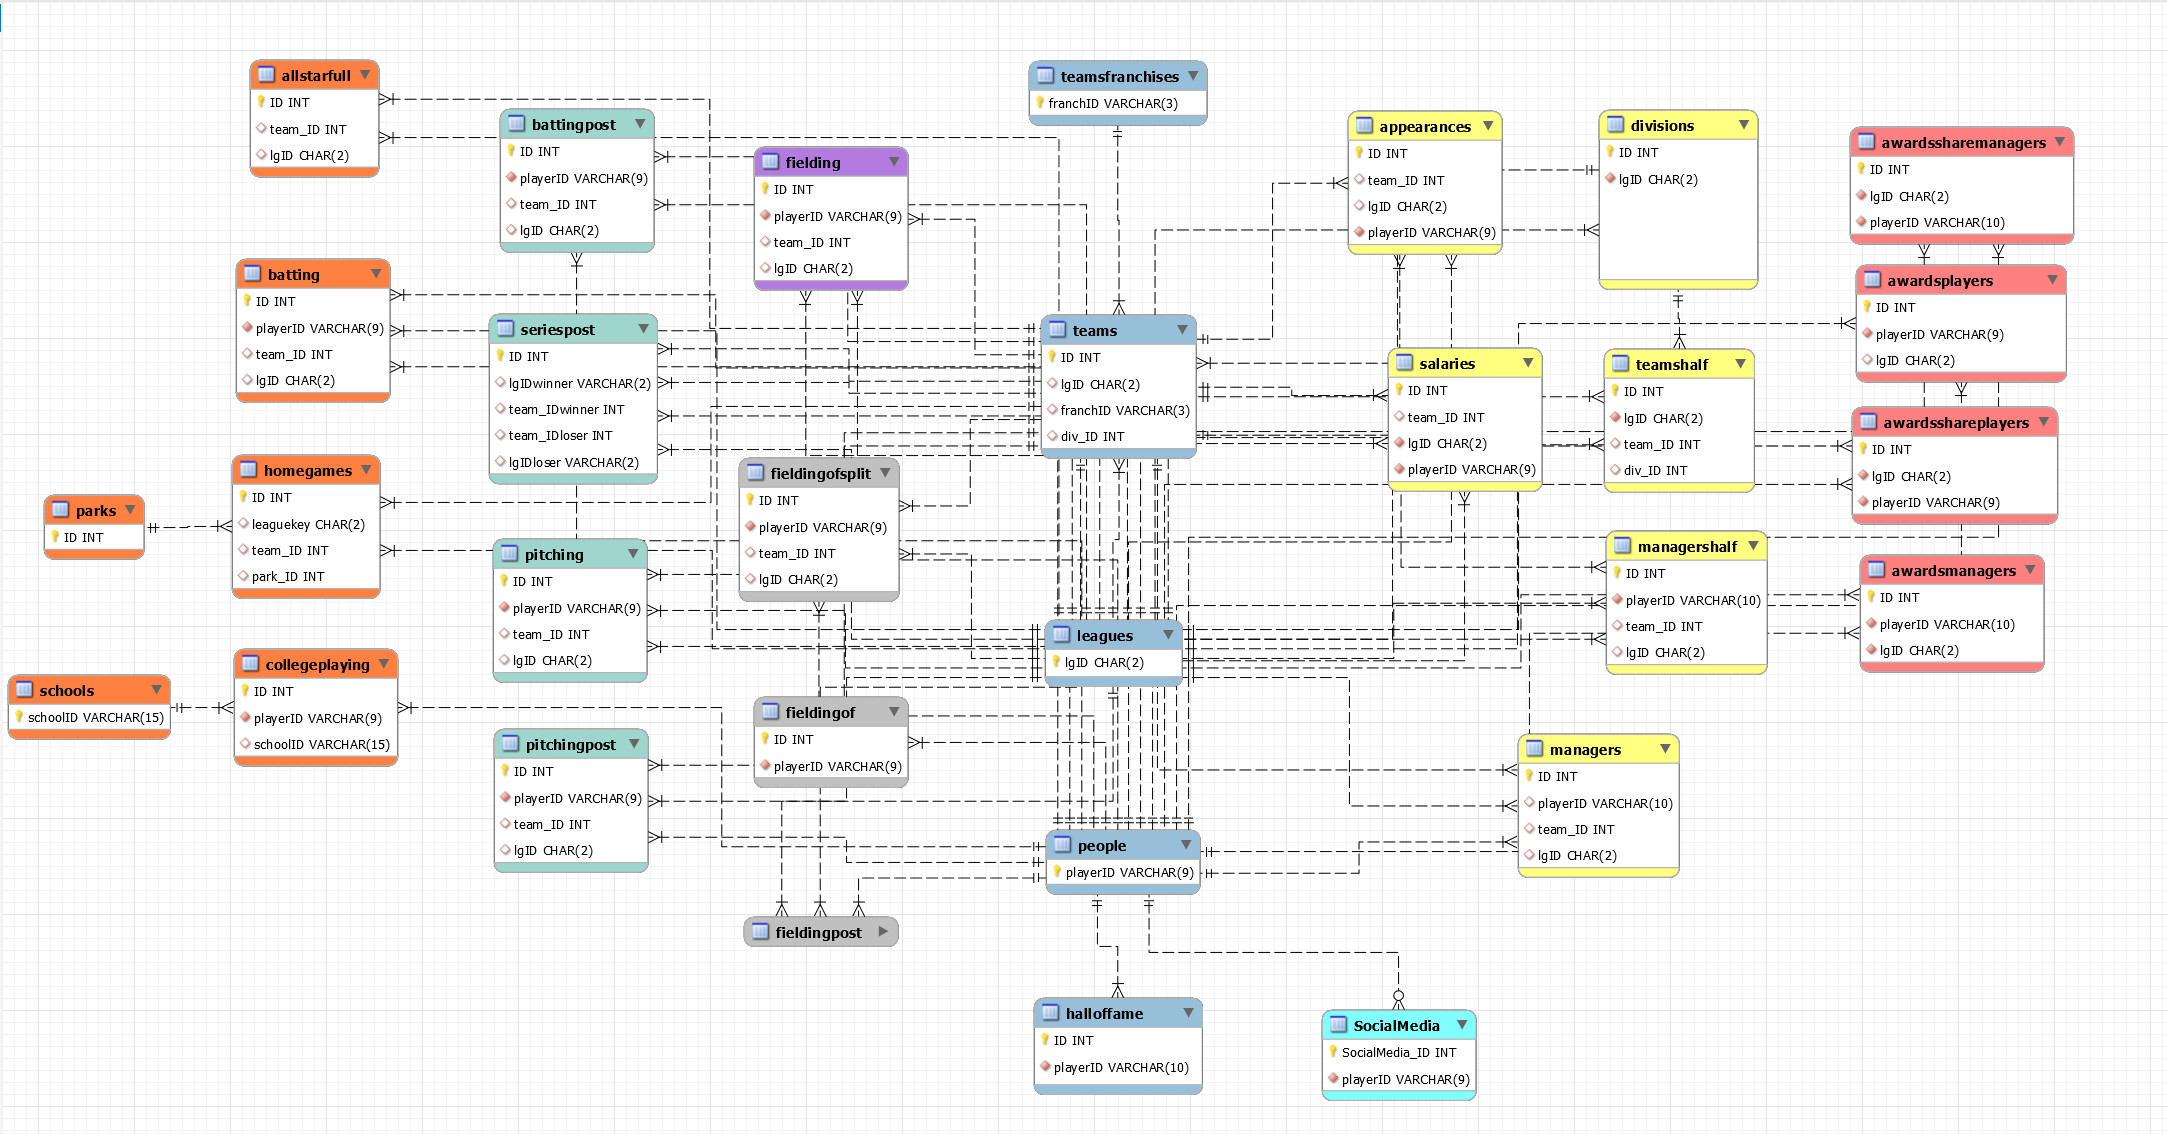 allstarfull
ID INT
team_ID INT
lgID CHAR(2)
battingpost
ID INT
playerID VARCHAR(9)
team_ID INT
lgID CHAR(2)
fielding
ID INT
playerID VARCHAR(9)
team_ID INT
lgID CHAR(2)
teamsfranchises
franchID VARCHAR(3)
appearances
ID INT
team_ID INT
lgID CHAR(2)
playerID VARCHAR(9)
divisions
ID INT
lgID CHAR(2)
awardssharemanagers
ID INT
lgID CHAR(2)
playerID VARCHAR(10)
batting
ID INT
playerID VARCHAR(9)
team_ID INT
lgID CHAR(2)
seriespost
ID INT
lgIDwinner VARCHAR(2)
team_IDwinner INT
team_IDloser INT
lgIDloser VARCHAR(2)
teams
ID INT
lgID CHAR(2)
franchID VARCHAR(3)
div_ID INT
salaries
ID INT
team_ID INT
lgID CHAR(2)
playerID VARCHAR(9)
teamshalf
ID INT
lgID CHAR(2)
team_ID INT
div_ID INT
awardsplayers
ID INT
playerID VARCHAR(9)
lgID CHAR(2)
awardsshareplayers
ID INT
lgID CHAR(2)
playerID VARCHAR(9)
parks
ID INT
homegames
ID INT
leaguekey CHAR(2)
team_ID INT
park_ID INT
pitching
ID INT
playerID VARCHAR(9)
team_ID INT
lgID CHAR(2)
fieldingofsplit
ID INT
playerID VARCHAR(9)
team_ID INT
lgID CHAR(2)
leagues
lgID CHAR(2)
managershalf
ID INT
playerID VARCHAR(10)
team_ID INT
lgID CHAR(2)
awardsmanagers
ID INT
playerID VARCHAR(10)
lgID CHAR(2)
schools
schoolID VARCHAR(15)
collegeplaying
ID INT
playerID VARCHAR(9)
schoolID VARCHAR(15)
pitchingpost
ID INT
playerID VARCHAR(9)
team_ID INT
lgID CHAR(2)
fieldingof
ID INT
playerID VARCHAR(9)
people
playerID VARCHAR(9)
managers
ID INT
playerID VARCHAR(10)
team_ID INT
lgID CHAR(2)
fieldingpost
halloffame
ID INT
playerID VARCHAR(10)
SocialMedia
SocialMedia_ID INT
playerID VARCHAR(9)